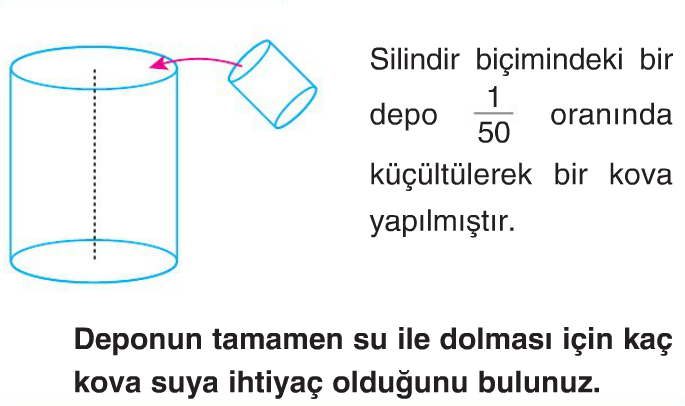 Silindir biçimindeki bir
depo 1/50 oranında
küçültülerek bir kova
yapılmıştır.
Deponun tamamen su ile dolması için kaç
kova suya ihtiyaç olduğunu bulunuz.